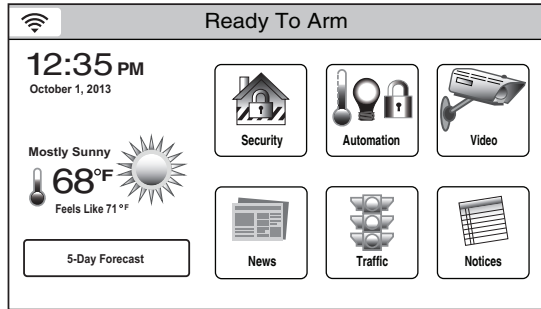 Ready To Arm
12:35 PM
October 1, 2013
Mostly Sunny
68°F
Feels Like 71°F
5-Day Forecast
Security
Automation
Video
News
Traffic
Notices